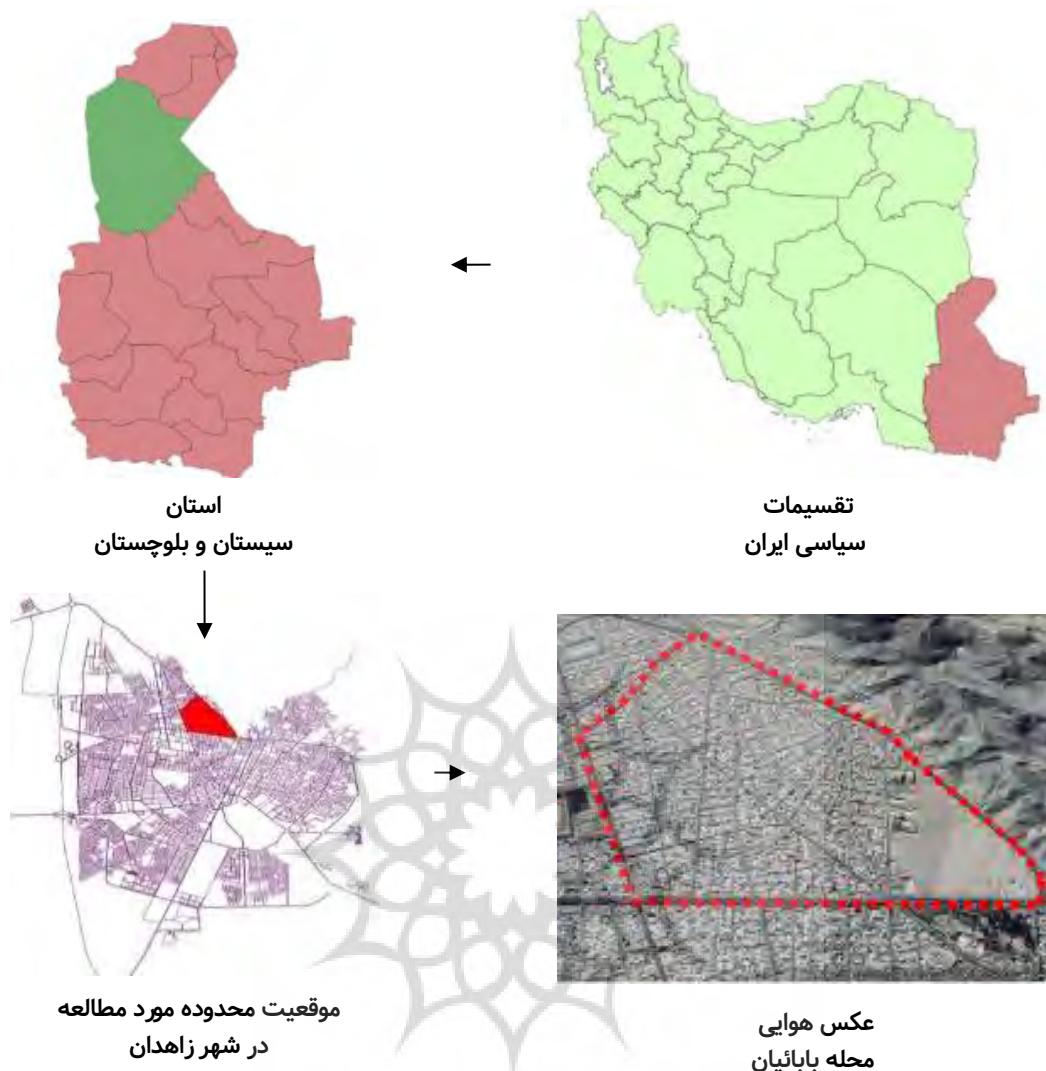 تقسیمات
سیاسی ایران
استان
سیستان و بلوچستان
موقعیت محدوده مورد مطالعه
در شهر زاهدان
عکس هوایی
محله بابائیان